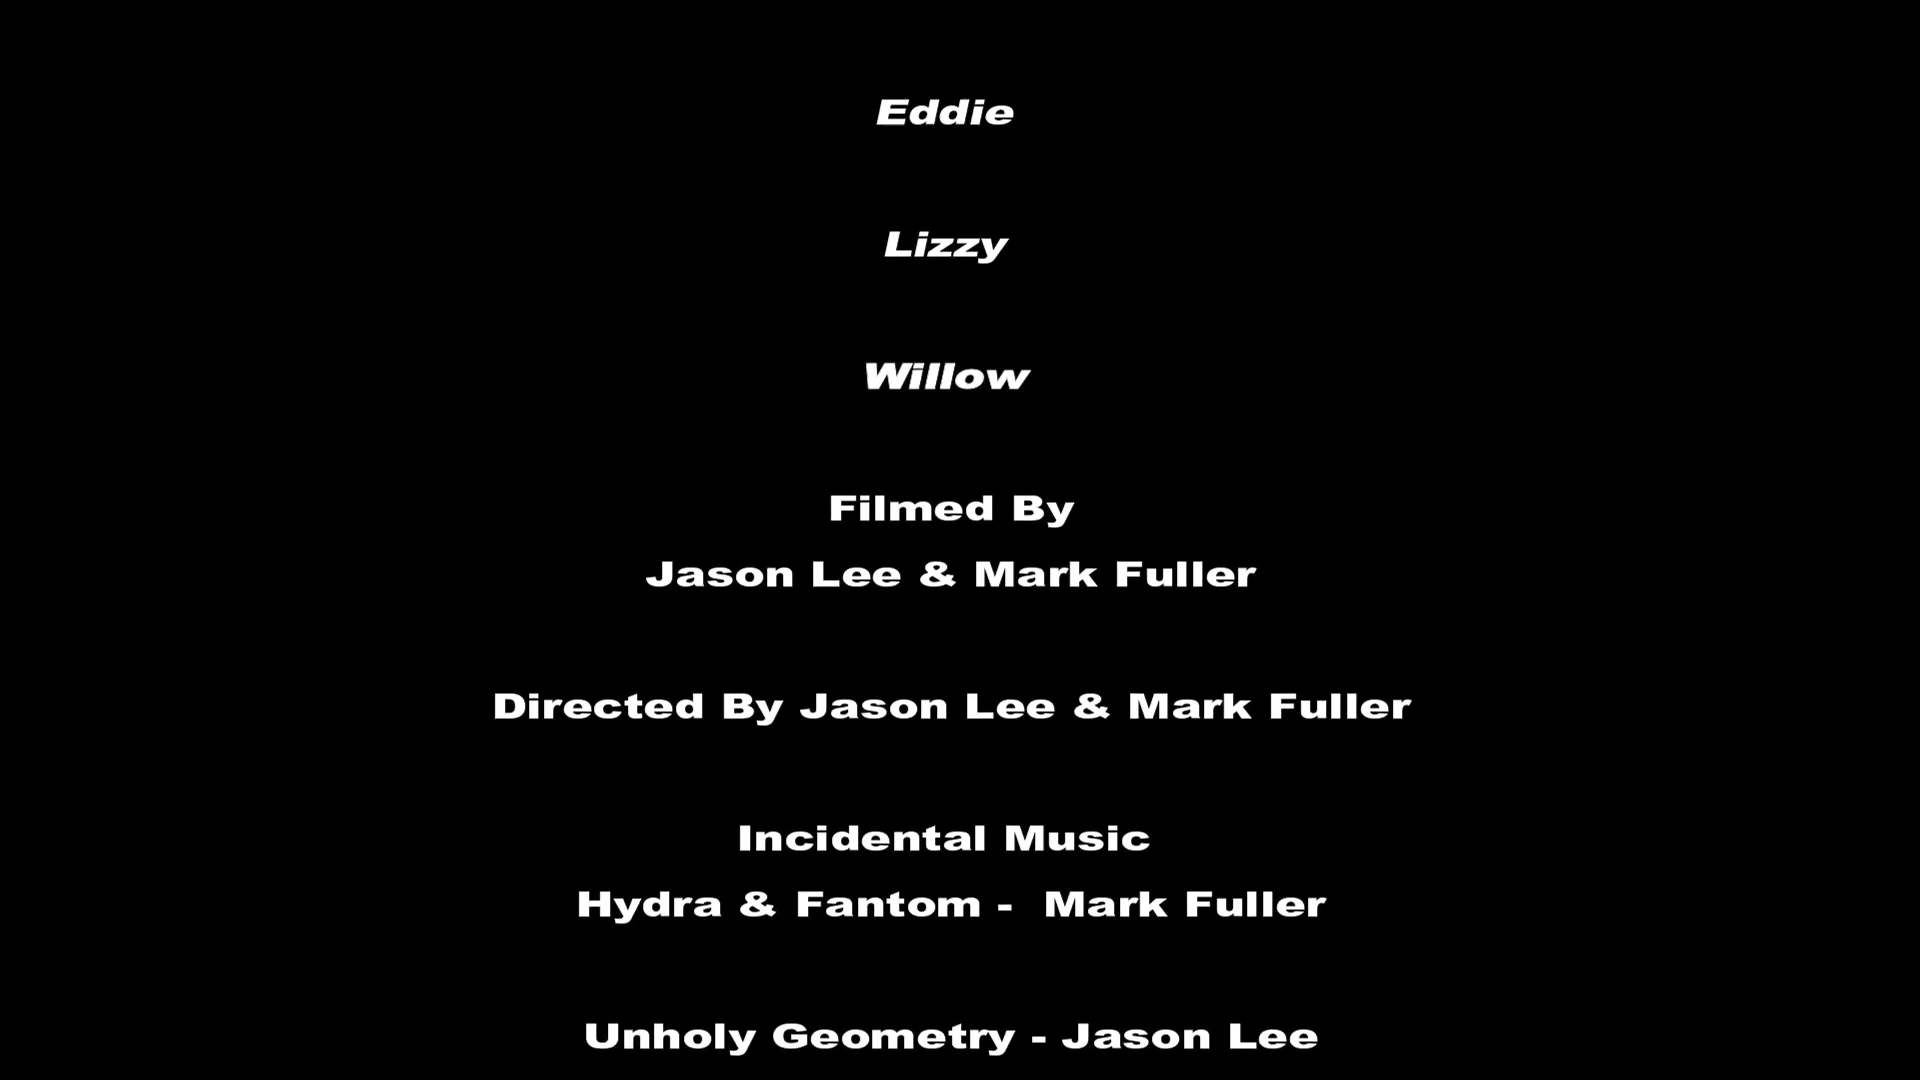 Eddie
Lizzy
Willow
Filmed By
Jason Lee & Mark Fuller
Directed By Jason Lee & Mark Fuller
Incidental Music
Hydra & Fantom -  Mark Fuller
Unholy Geometry - Jason Lee